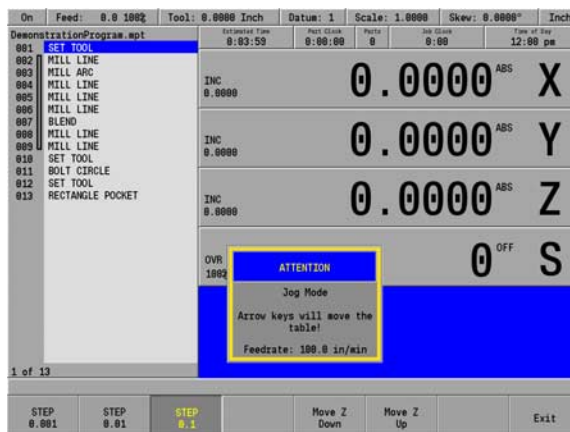 On Feed: 0.0 100% Tool: 0.0000 Inch Datum: 1 Scale: 1.0000 Skew: 0.0000° Inch
DemonstrationProgram.mpt
Estimated Time Part Clock Parts Job Clock Time of Day
0:03:59 0:00:00 0 0:00 12:08 pm
001 SET TOOL
002 MILL LINE
003 MILL ARC
004 MILL LINE
005 MILL LINE
006 MILL LINE
007 BLEND
008 MILL LINE
009 MILL LINE
010 SET TOOL
011 BOLT CIRCLE
012 SET TOOL
013 RECTANGLE POCKET
INC
0.0000
0.0000 ABS X
INC
0.0000
0.0000 ABS Y
INC
0.0000
0.0000 ABS Z
OVR
100%
0 OFF S
ATTENTION
Jog Mode
Arrow keys will move the
table!
Feedrate: 100.0 in/min
1 of 13
STEP
0.001
STEP
0.01
STEP
0.1
Move Z
Down
Move Z
Up
Exit